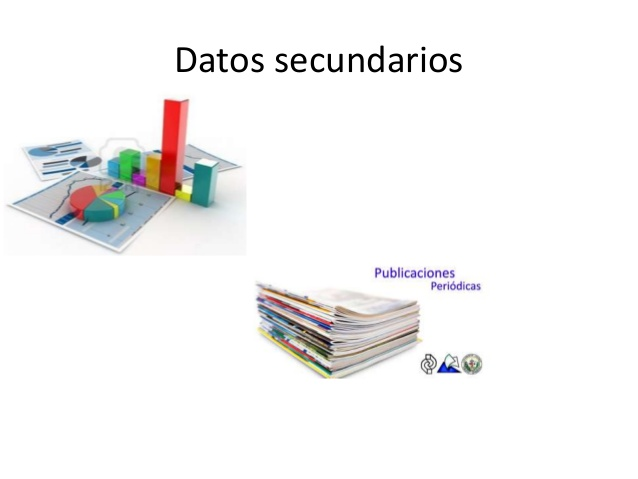 Datos secundarios
Publicaciones
Periódicas